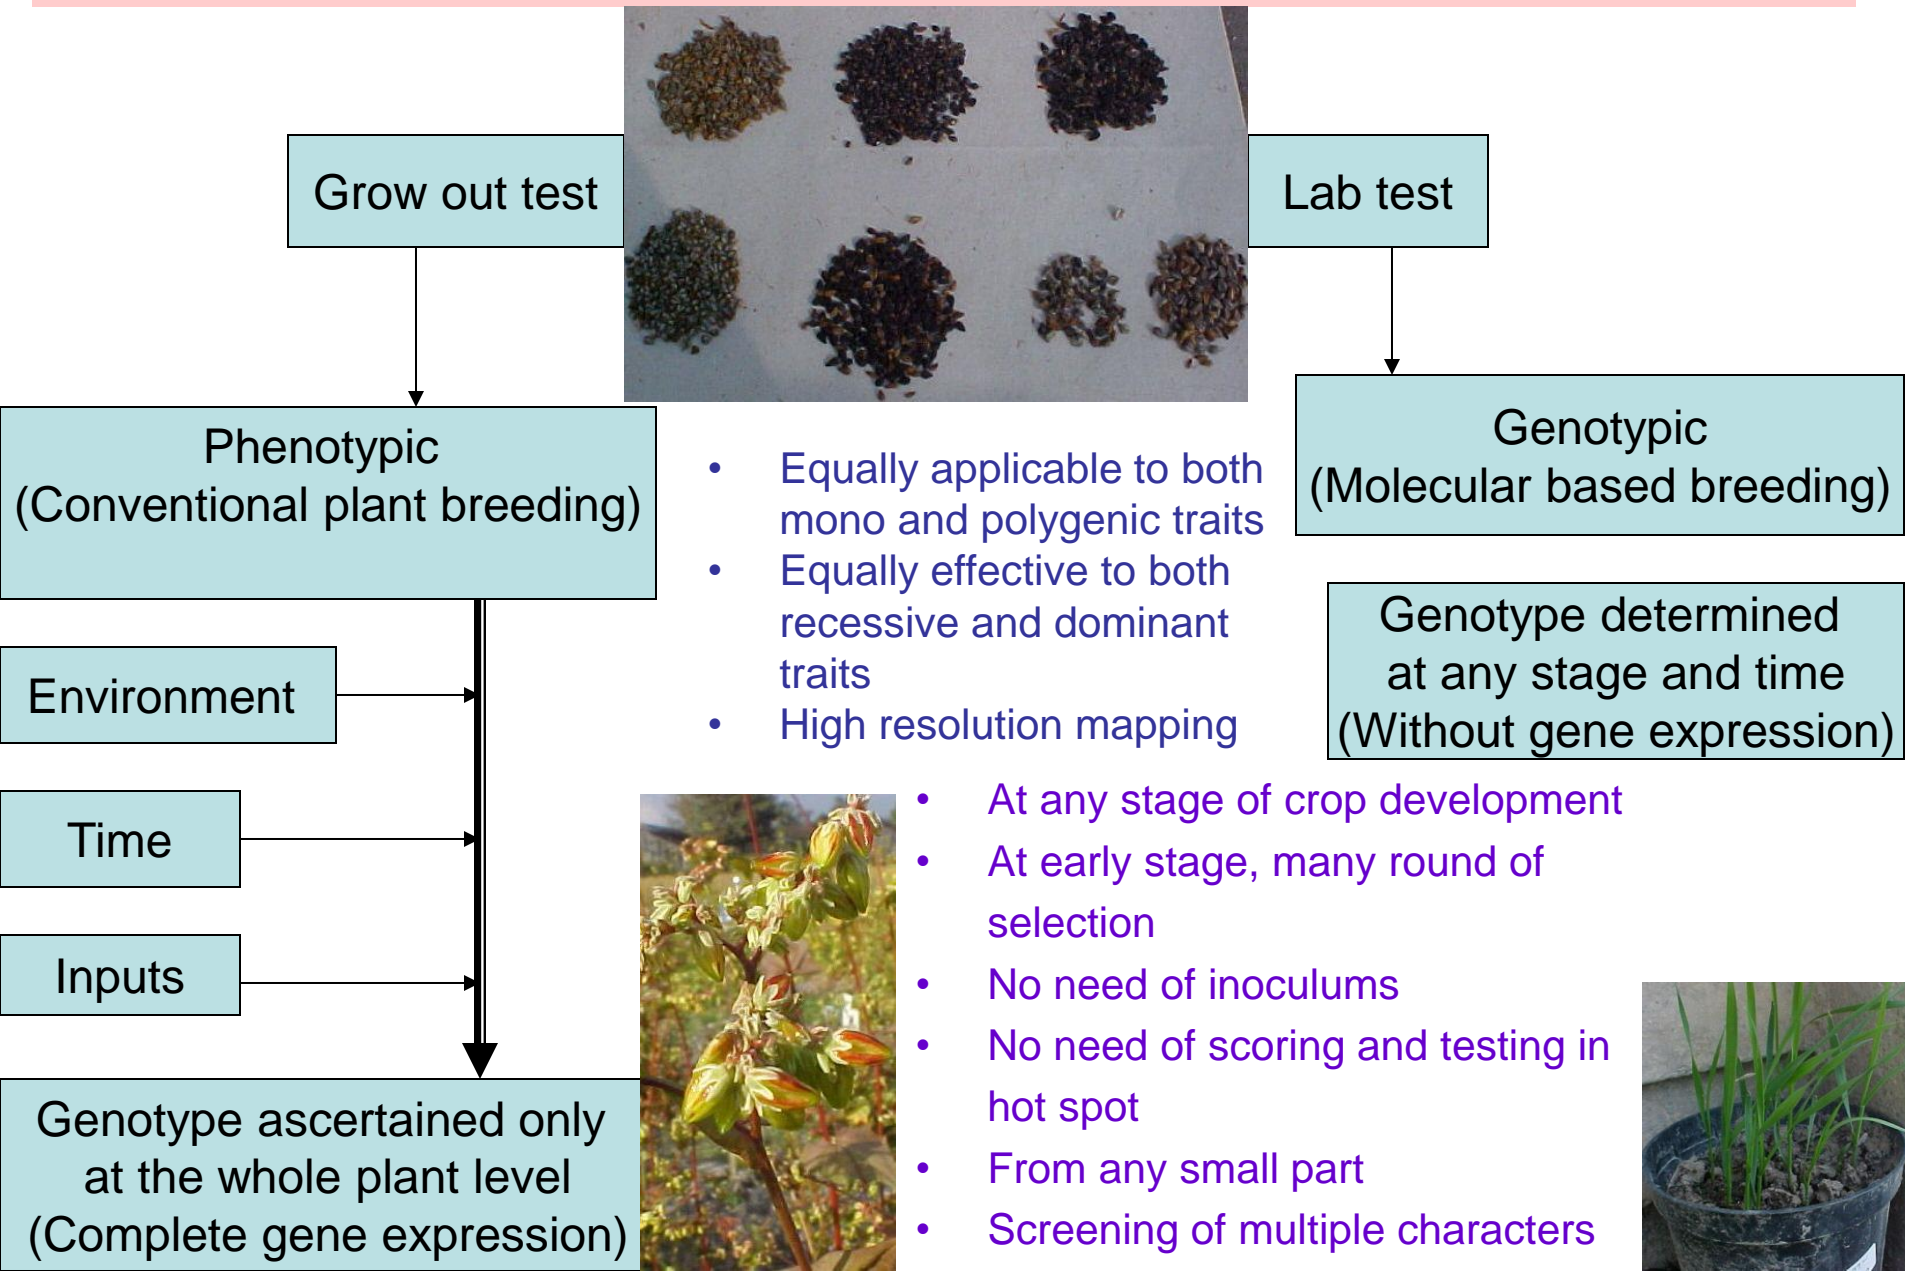 Grow out test
Lab test
Phenotypic
(Conventional plant breeding)
Genotypic
(Molecular based breeding)
• Equally applicable to both
mono and polygenic traits
• Equally effective to both
recessive and dominant
traits
• High resolution mapping
Genotype determined
at any stage and time
(Without gene expression)
Environment
Time
Inputs
Genotype ascertained only
at the whole plant level
(Complete gene expression)
• At any stage of crop development
• At early stage, many round of
selection
• No need of inoculums
• No need of scoring and testing in
hot spot
• From any small part
• Screening of multiple characters